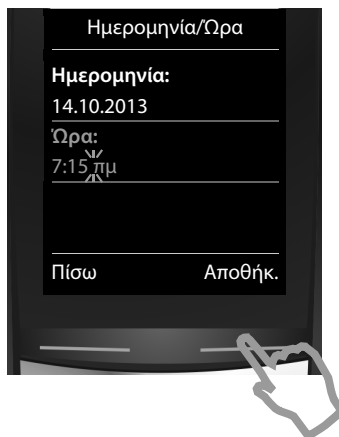 Ημερομηνία/Ώρα
Ημερομηνία:
14.10.2013
Ώρα:
7:15 πμ
Πίσω Αποθήκ.